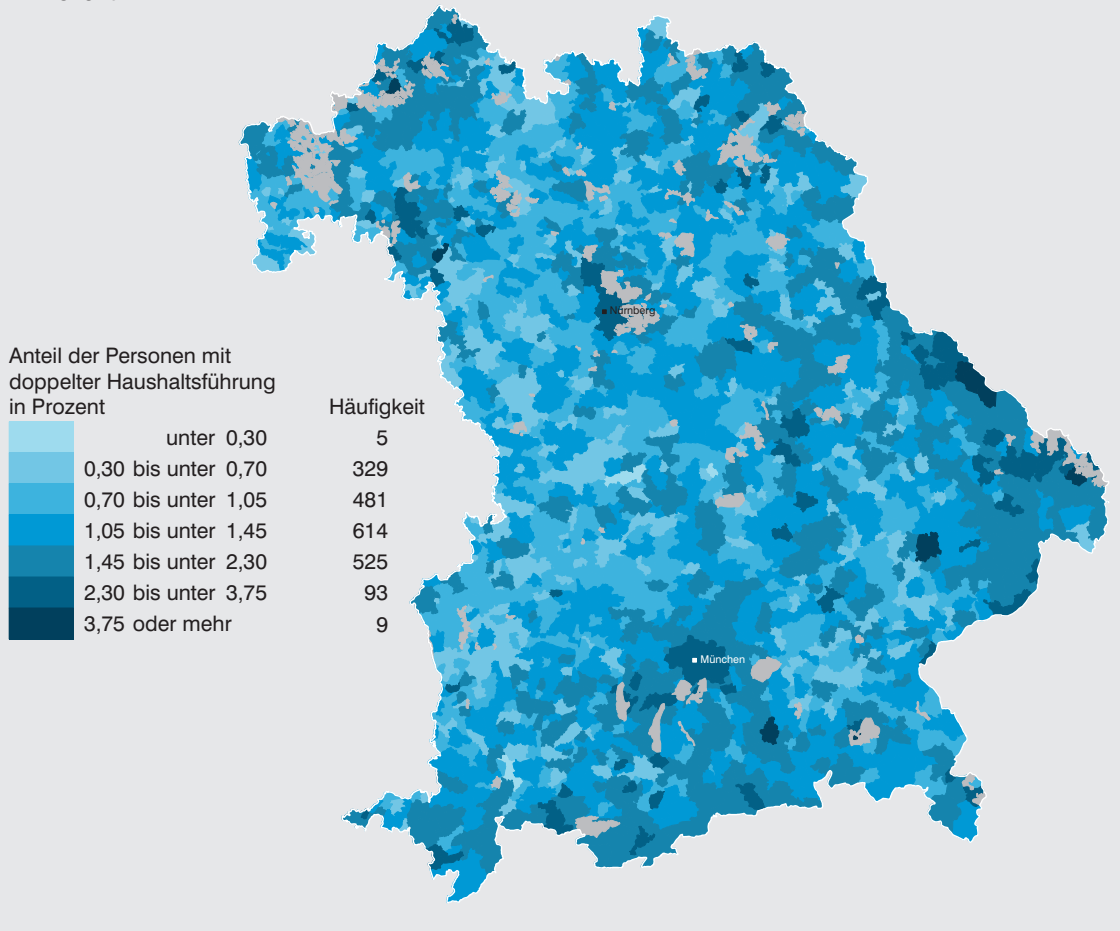 Nürnberg
Anteil der Personen mit
doppelter Haushaltsführung
in Prozent Häufigkeit
unter 0,30 5
0,30 bis unter 0,70 329
0,70 bis unter 1,05 481
1,05 bis unter 1,45 614
1,45 bis unter 2,30 525
2,30 bis unter 3,75 93
3,75 oder mehr 9
München